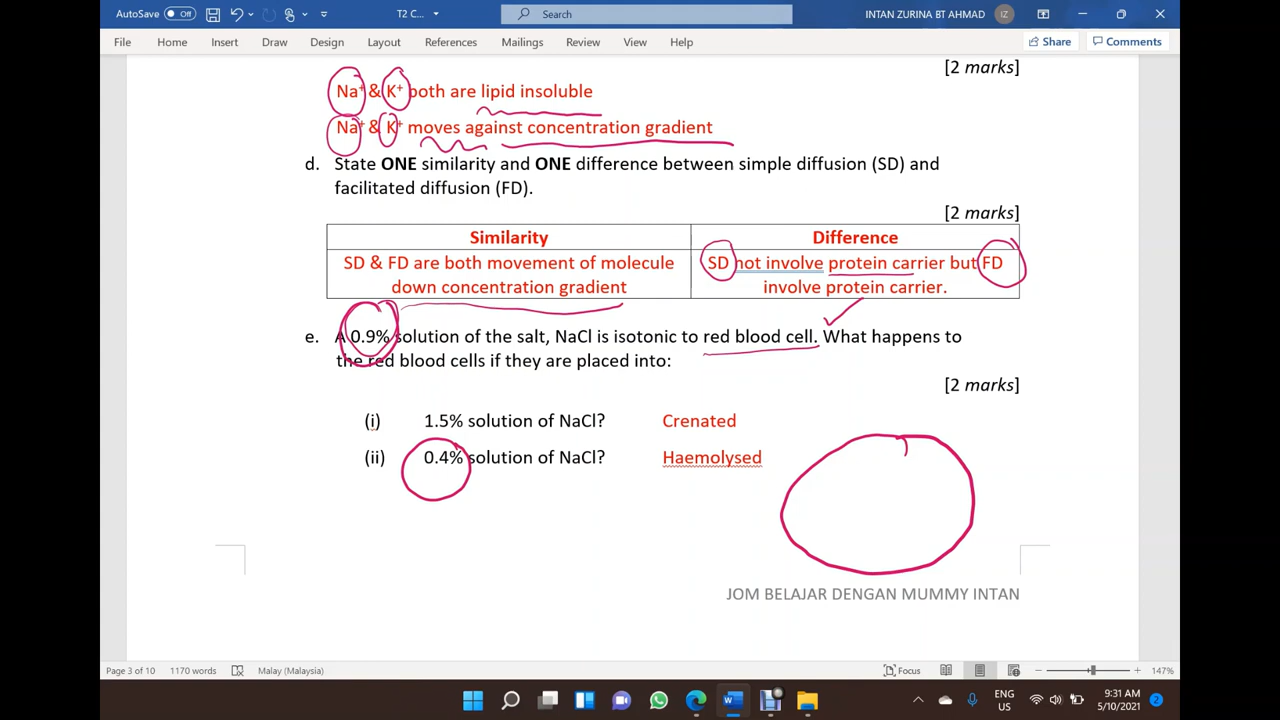 AutoSave Off T2 C... Search INTAN ZURINA BT AHMAD IZ
File Home Insert Draw Design Layout References Mailings Review View Help Share Comments
[2 marks]
Na⁺ & K⁺ both are lipid insoluble
Na⁺ & K⁺ moves against concentration gradient
d. State ONE similarity and ONE difference between simple diffusion (SD) and
facilitated diffusion (FD).
[2 marks]
Similarity Difference
SD & FD are both movement of molecule SD not involve protein carrier but FD
down concentration gradient involve protein carrier.
e. A 0.9% solution of the salt, NaCl is isotonic to red blood cell. What happens to
the red blood cells if they are placed into:
[2 marks]
(i) 1.5% solution of NaCl? Crenated
(ii) 0.4% solution of NaCl? Haemolysed
JOM BELAJAR DENGAN MUMMY INTAN
Page 3 of 10 1170 words Malay (Malaysia) Focus 147%
ENG 9:31 AM
US 5/10/2021 2